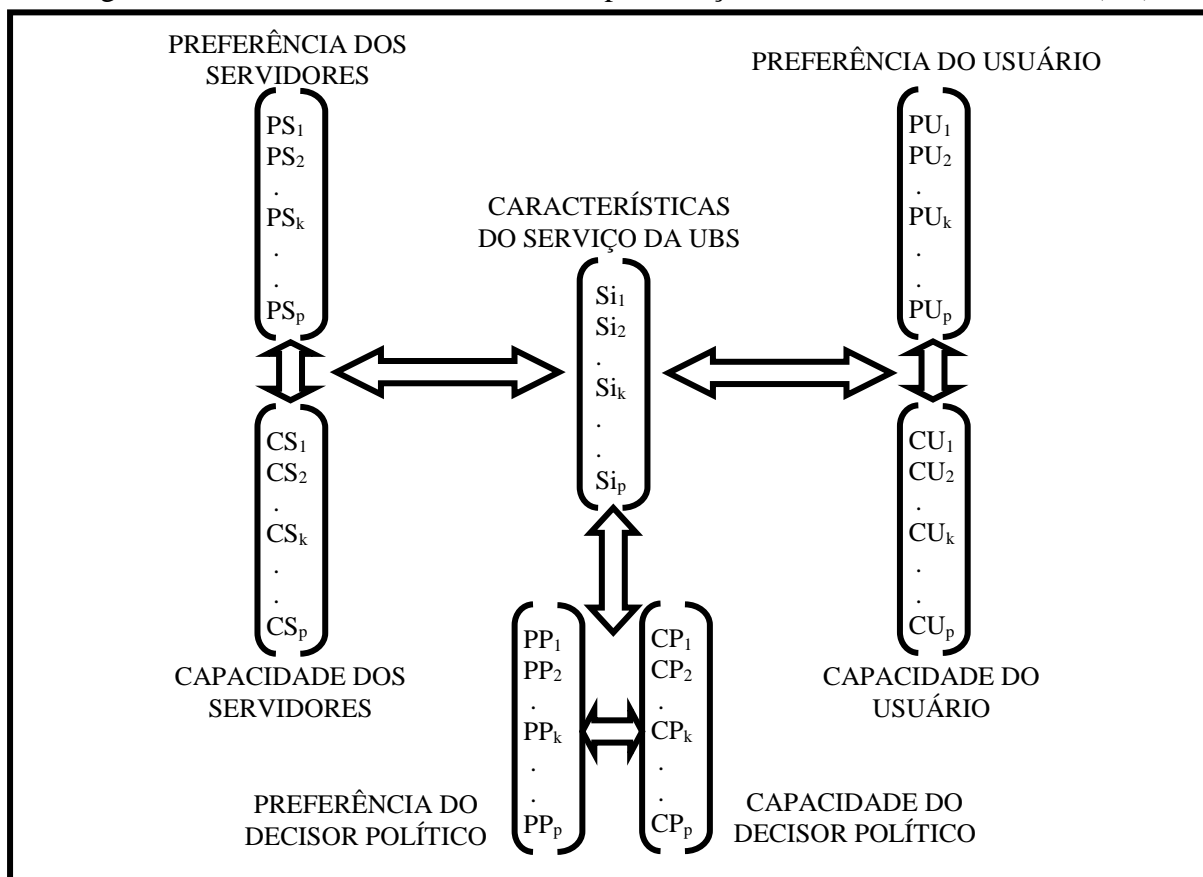 PREFERÊNCIA DOS
SERVIDORES
PS1
PS2
.
PSk
.
.
PSp
CS1
CS2
.
CSk
.
.
CSp
CAPACIDADE DOS
SERVIDORES
CARACTERÍSTICAS
DO SERVIÇO DA UBS
Si1
Si2
.
Sik
.
.
Sip
PREFERÊNCIA DO USUÁRIO
PU1
PU2
.
PUk
.
.
PUp
CU1
CU2
.
CUk
.
.
CUp
CAPACIDADE DO
USUÁRIO
PP1
PP2
.
PPk
.
.
PPp
PREFERÊNCIA DO
DECISOR POLÍTICO
CP1
CP2
.
CPk
.
.
CPp
CAPACIDADE DO
DECISOR POLÍTICO